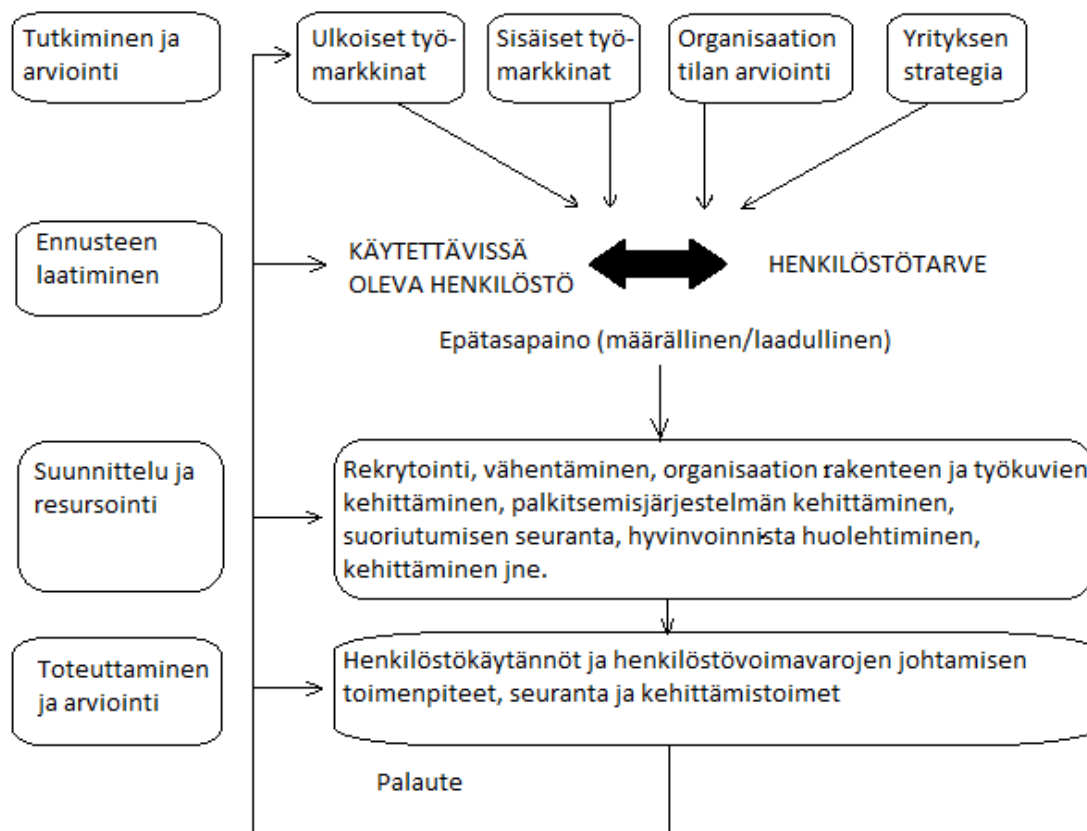 Tutkiminen ja
arviointi
Ulkoiset työ-
markkinat
Sisäiset työ-
markkinat
Organisaation
tilan arviointi
Yrityksen
strategia
Ennusteen
laatiminen
KÄYTETTÄVISSÄ
OLEVA HENKILÖSTÖ
HENKILÖSTÖTARVE
Epätasapaino (määrällinen/laadullinen)
Suunnittelu ja
resursointi
Rekrytointi, vähentäminen, organisaation rakenteen ja työkuvien
kehittäminen, palkitsemisjärjestelmän kehittäminen,
suoriutumisen seuranta, hyvinvoinnista huolehtiminen,
kehittäminen jne.
Toteuttaminen
ja arviointi
Henkilöstökäytännöt ja henkilöstövoimavarojen johtamisen
toimenpiteet, seuranta ja kehittämistoimet
Palaute